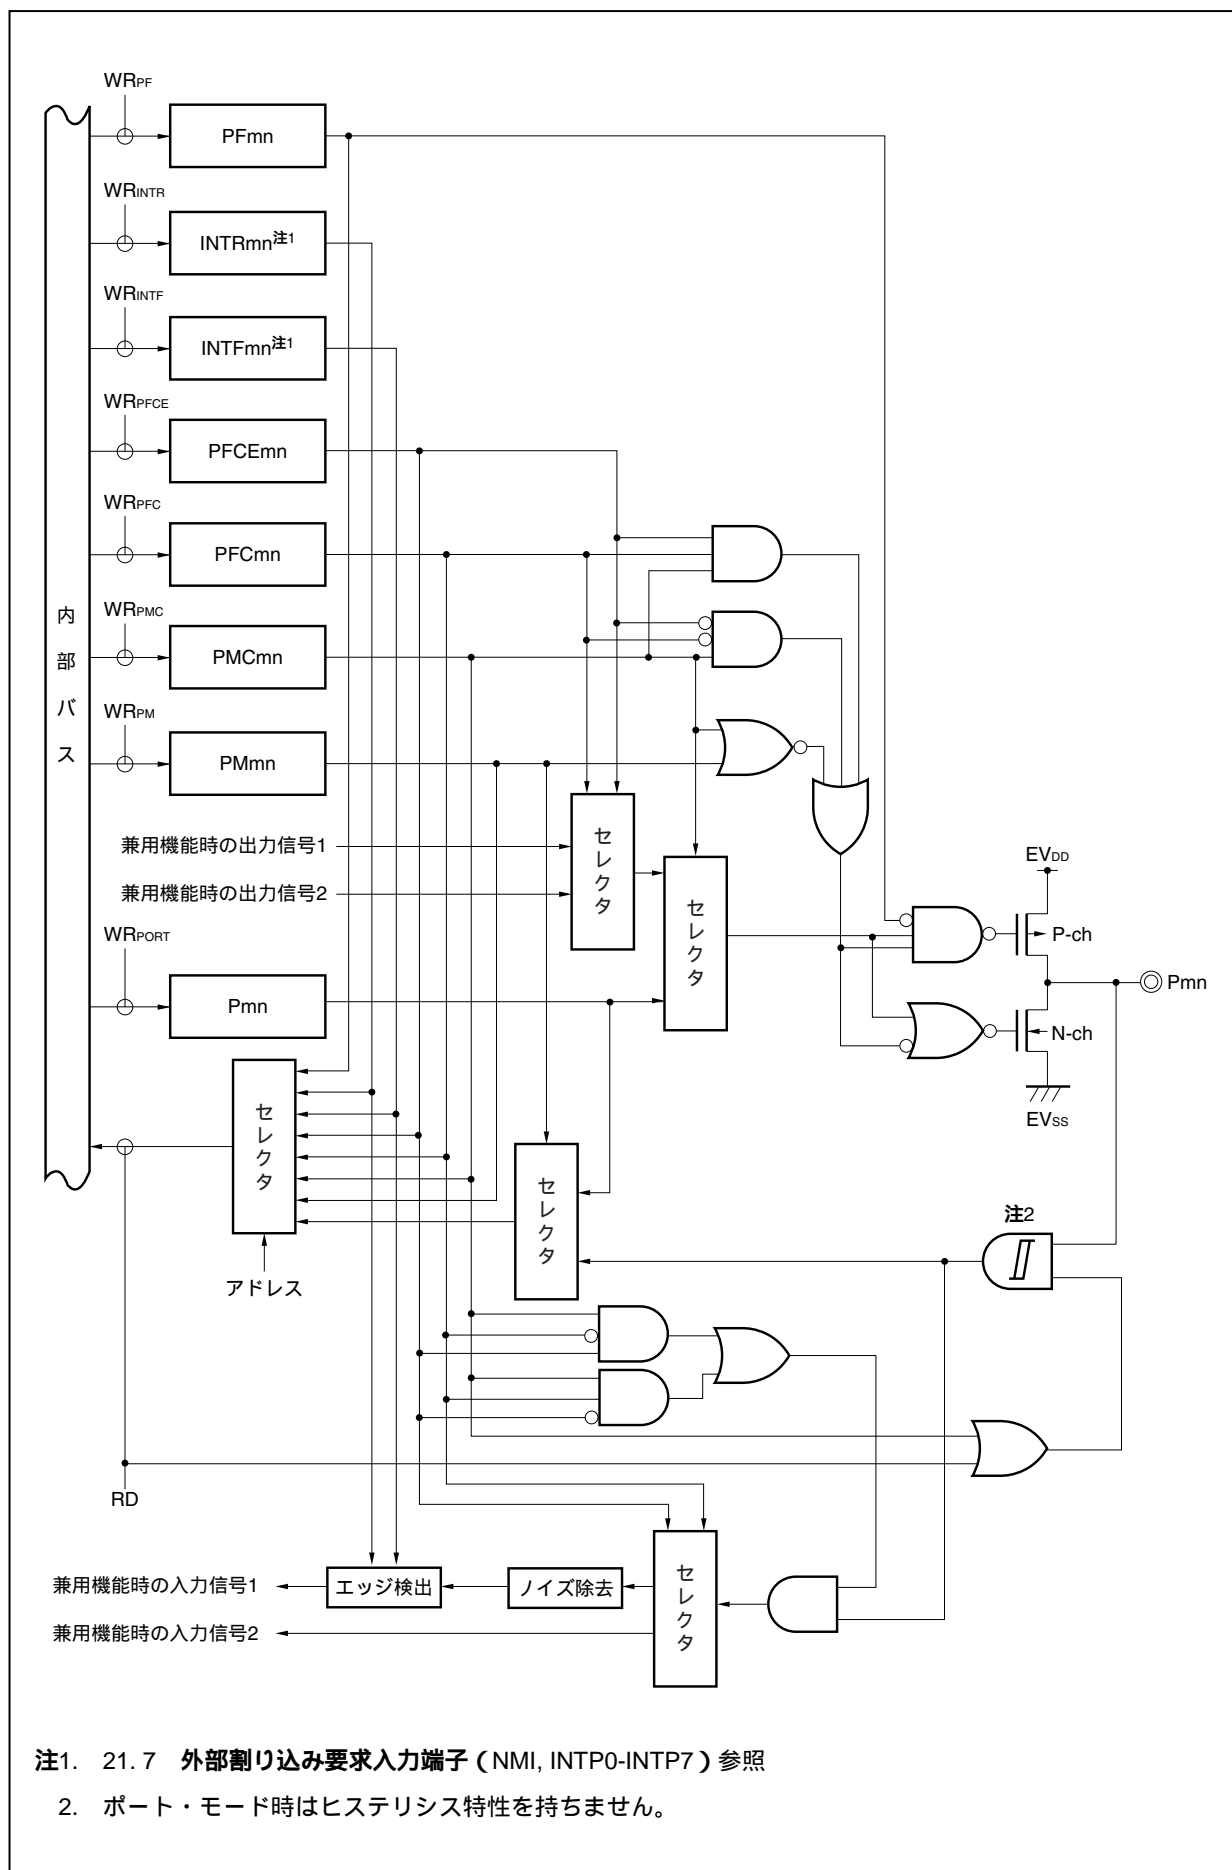 WRPF
PFmn
WRINTR
INTRmn注1
WRINTF
INTFmn注1
WRPFCE
PFCEmn
WRPFC
PFCmn
内部バス
WRPMC
PMCmn
WRPM
PMmn
兼用機能時の出力信号1
兼用機能時の出力信号2
セレクタ
セレクタ
EVDD
P-ch
Pmn
N-ch
EVSS
WRPORT
Pmn
セレクタ
アドレス
セレクタ
注2
RD
兼用機能時の入力信号1
エッジ検出
ノイズ除去
セレクタ
兼用機能時の入力信号2
注1. 21. 7 外部割り込み要求入力端子（NMI, INTP0-INTP7）参照
2. ポート・モード時はヒステリシス特性を持ちません。